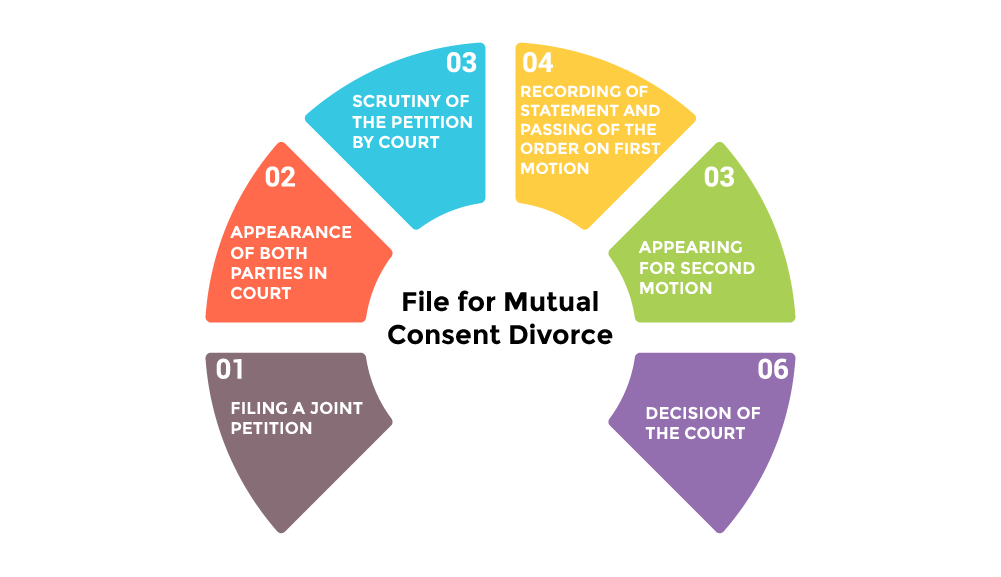 01
FILING A JOINT
PETITION
02
APPEARANCE
OF BOTH
PARTIES IN
COURT
03
SCRUTINY OF
THE PETITION
BY COURT
04
RECORDING OF
STATEMENT AND
PASSING OF THE
ORDER ON FIRST
MOTION
03
APPEARING
FOR SECOND
MOTION
06
DECISION OF
THE COURT
File for Mutual
Consent Divorce